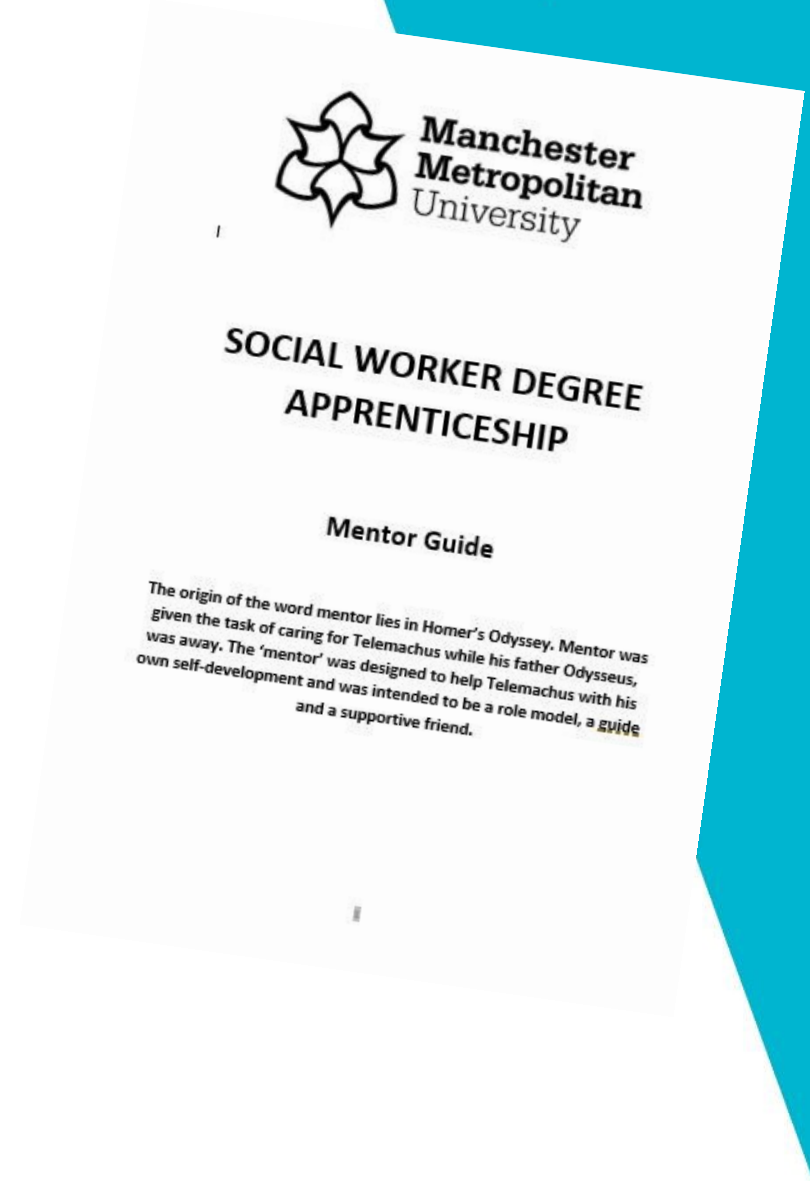 Manchester
Metropolitan
University
SOCIAL WORKER DEGREE
APPRENTICESHIP
Mentor Guide
The origin of the word mentor lies in Homer's Odyssey. Mentor was
given the task of caring for Telemachus while his father Odysseus,
was away. The ‘mentor’ was designed to help Telemachus with his
own self-development and was intended to be a role model, a guide
and a supportive friend.